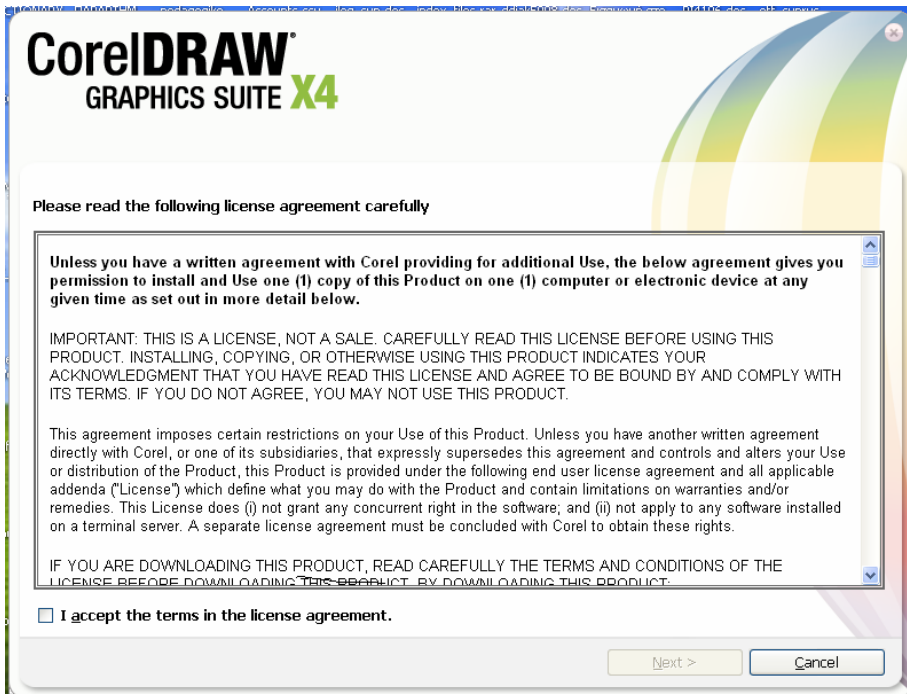 CorelDRAW
GRAPHICS SUITE X4
Please read the following license agreement carefully
Unless you have a written agreement with Corel providing for additional Use, the below agreement gives you
permission to install and Use one (1) copy of this Product on one (1) computer or electronic device at any
given time as set out in more detail below.
IMPORTANT: THIS IS A LICENSE, NOT A SALE. CAREFULLY READ THIS LICENSE BEFORE USING THIS
PRODUCT. INSTALLING, COPYING, OR OTHERWISE USING THIS PRODUCT INDICATES YOUR
ACKNOWLEDGMENT THAT YOU HAVE READ THIS LICENSE AND AGREE TO BE BOUND BY AND COMPLY WITH
ITS TERMS. IF YOU DO NOT AGREE, YOU MAY NOT USE THIS PRODUCT.
This agreement imposes certain restrictions on your Use of this Product. Unless you have another written agreement
directly with Corel, or one of its subsidiaries, that expressly supersedes this agreement and controls and alters your Use
or distribution of the Product, this Product is provided under the following end user license agreement and all applicable
addenda ("License") which define what you may do with the Product and contain limitations on warranties and/or
remedies. This License does (i) not grant any concurrent right in the software; and (ii) not apply to any software installed
on a terminal server. A separate license agreement must be concluded with Corel to obtain these rights.
IF YOU ARE DOWNLOADING THIS PRODUCT, READ CAREFULLY THE TERMS AND CONDITIONS OF THE
LICENSE BEFORE DOWNLOADING THIS PRODUCT. BY DOWNLOADING THIS PRODUCT:
I accept the terms in the license agreement.
Next >
Cancel